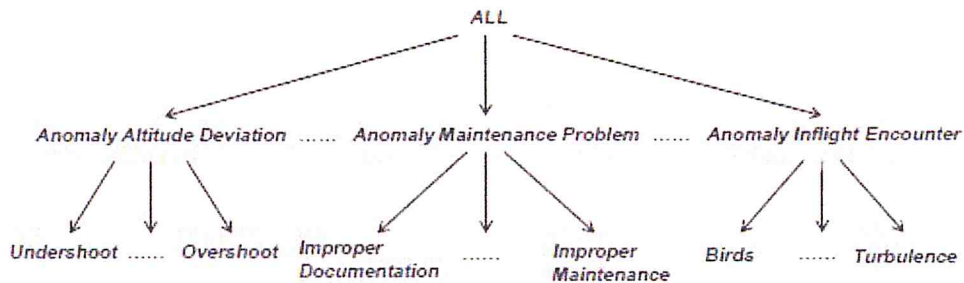 ALL
Anomaly Altitude Deviation ...... Anomaly Maintenance Problem ...... Anomaly Inflight Encounter
Undershoot ...... Overshoot Improper Documentation ...... Improper Maintenance Birds ...... Turbulence